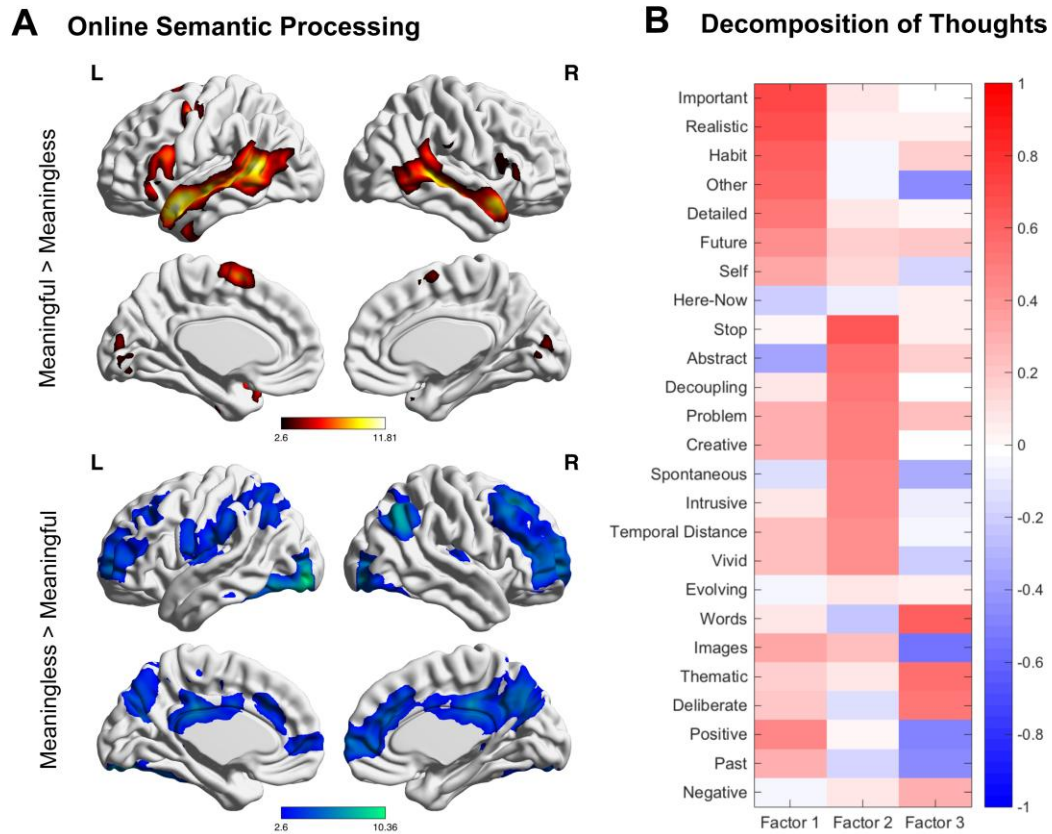 A Online Semantic Processing
L
R
Meaningful > Meaningless
2.6
11.81
L
R
Meaningless > Meaningful
2.6
10.36
B Decomposition of Thoughts
Important
Realistic
Habit
Other
Detailed
Future
Self
Here-Now
Stop
Abstract
Decoupling
Problem
Creative
Spontaneous
Intrusive
Temporal Distance
Vivid
Evolving
Words
Images
Thematic
Deliberate
Positive
Past
Negative
Factor 1 Factor 2 Factor 3
1
0.8
0.6
0.4
0.2
0
-0.2
-0.4
-0.6
-0.8
-1